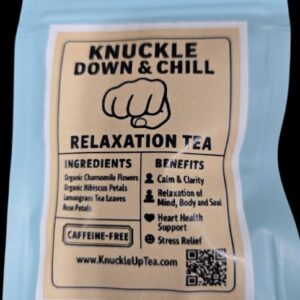 KNUCKLE
DOWN & CHILL
RELAXATION TEA
INGREDIENTS
Organic Chamomile Flowers
Organic Hibiscus Petals
Lemongrass Tea Leaves
Rose Petals
CAFFEINE-FREE
BENEFITS
Calm & Clarity
Relaxation of
Mind, Body and Soul
Heart Health
Support
Stress Relief
www.KnuckleUpTea.com